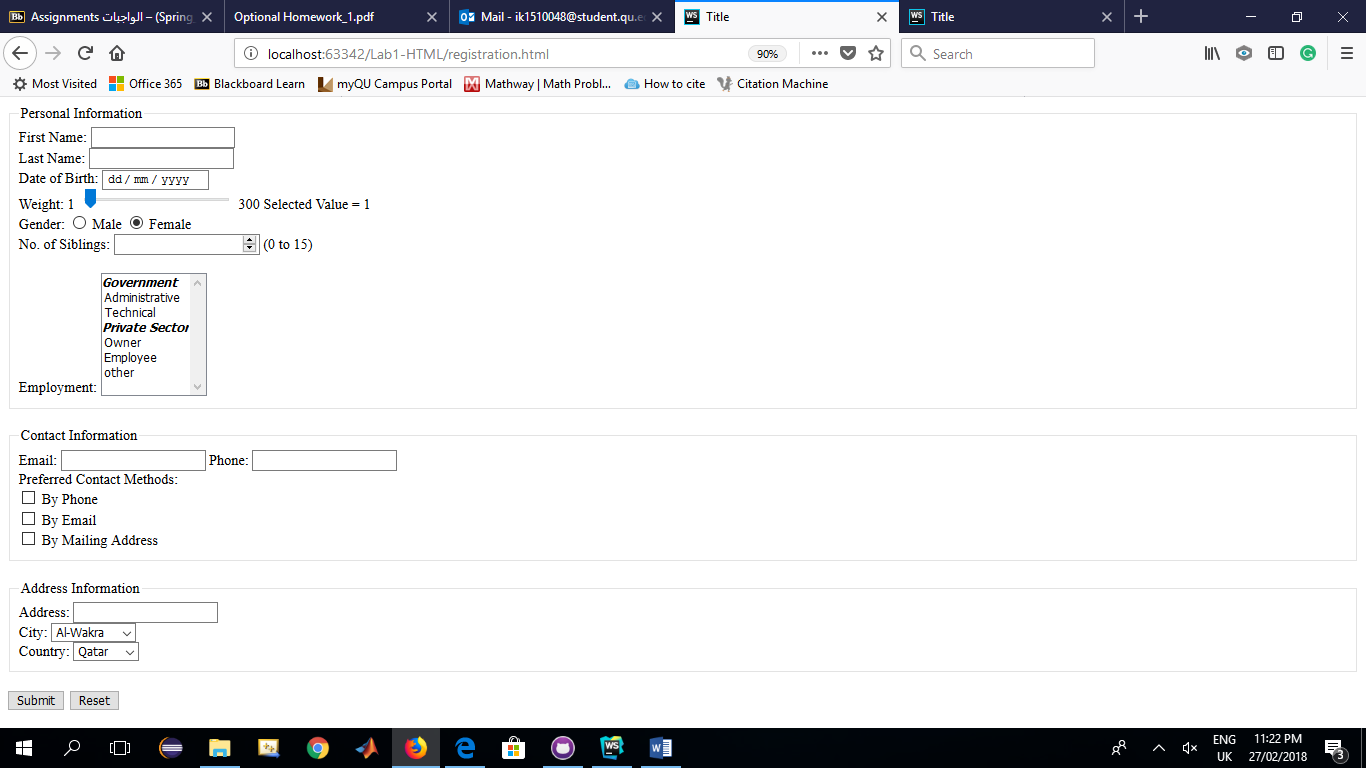 Assignments الواجبات – (Spring
Optional Homework_1.pdf
Mail - ik1510048@student.qu.e
Title
Title
localhost:63342/Lab1-HTML/registration.html
90%
Search
Most Visited
Office 365
Bb Blackboard Learn
myQU Campus Portal
Mathway | Math Probl...
How to cite
Citation Machine
Personal Information
First Name:
Last Name:
Date of Birth: dd / mm / yyyy
Weight: 1 300 Selected Value = 1
Gender: Male Female
No. of Siblings: (0 to 15)
Government
Administrative
Technical
Private Sector
Owner
Employee
other
Employment:
Contact Information
Email: Phone:
Preferred Contact Methods:
By Phone
By Email
By Mailing Address
Address Information
Address:
City: Al-Wakra
Country: Qatar
Submit Reset
ENG
UK
11:22 PM
27/02/2018
3